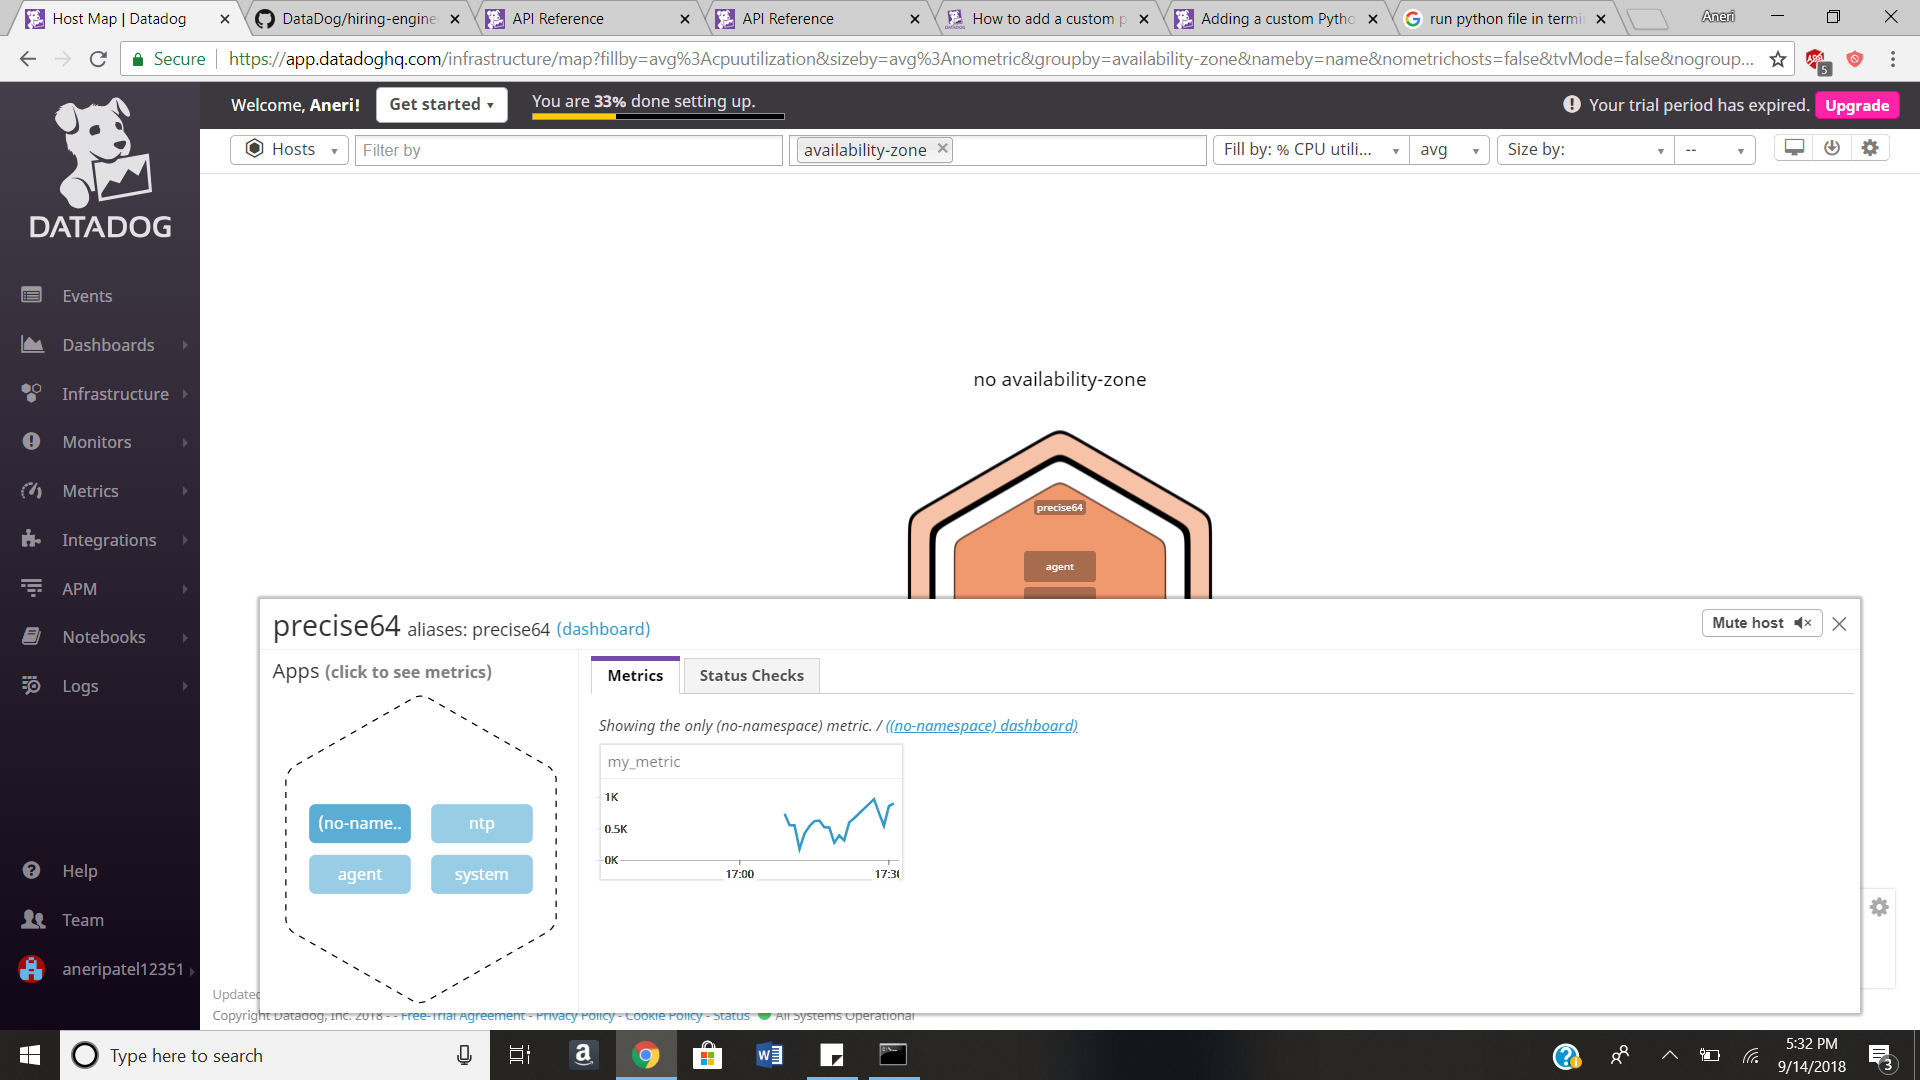 Host Map | Datadog
DataDog/hiring-engine
API Reference
API Reference
How to add a custom p
Adding a custom Pytho
run python file in termi
Aneri
Secure
https://app.datadoghq.com/infrastructure/map?fillby=avg%3Acpuutilization&sizeby=avg%3Anometric&groupby=availability-zone&nameby=name&nometrichosts=false&tvMode=false&nogroup...
5
DATADOG
Welcome, Aneri!
Get started
You are 33% done setting up.
Your trial period has expired.
Upgrade
Hosts
Filter by
availability-zone
Fill by: % CPU utili...
avg
Size by:
--
Events
Dashboards
Infrastructure
Monitors
Metrics
Integrations
APM
Notebooks
Logs
Help
Team
aneripatel12351
no availability-zone
precise64
agent
precise64 aliases: precise64 (dashboard)
Mute host
Apps (click to see metrics)
(no-name..
ntp
agent
system
Metrics
Status Checks
Showing the only (no-namespace) metric. / ((no-namespace) dashboard)
my_metric
1K
0.5K
0K
17:00
17:30
Updated
Copyright Datadog, Inc. 2018 - - Free-Trial Agreement - Privacy Policy - Cookie Policy - Status All Systems Operational
Type here to search
5:32 PM
9/14/2018
3